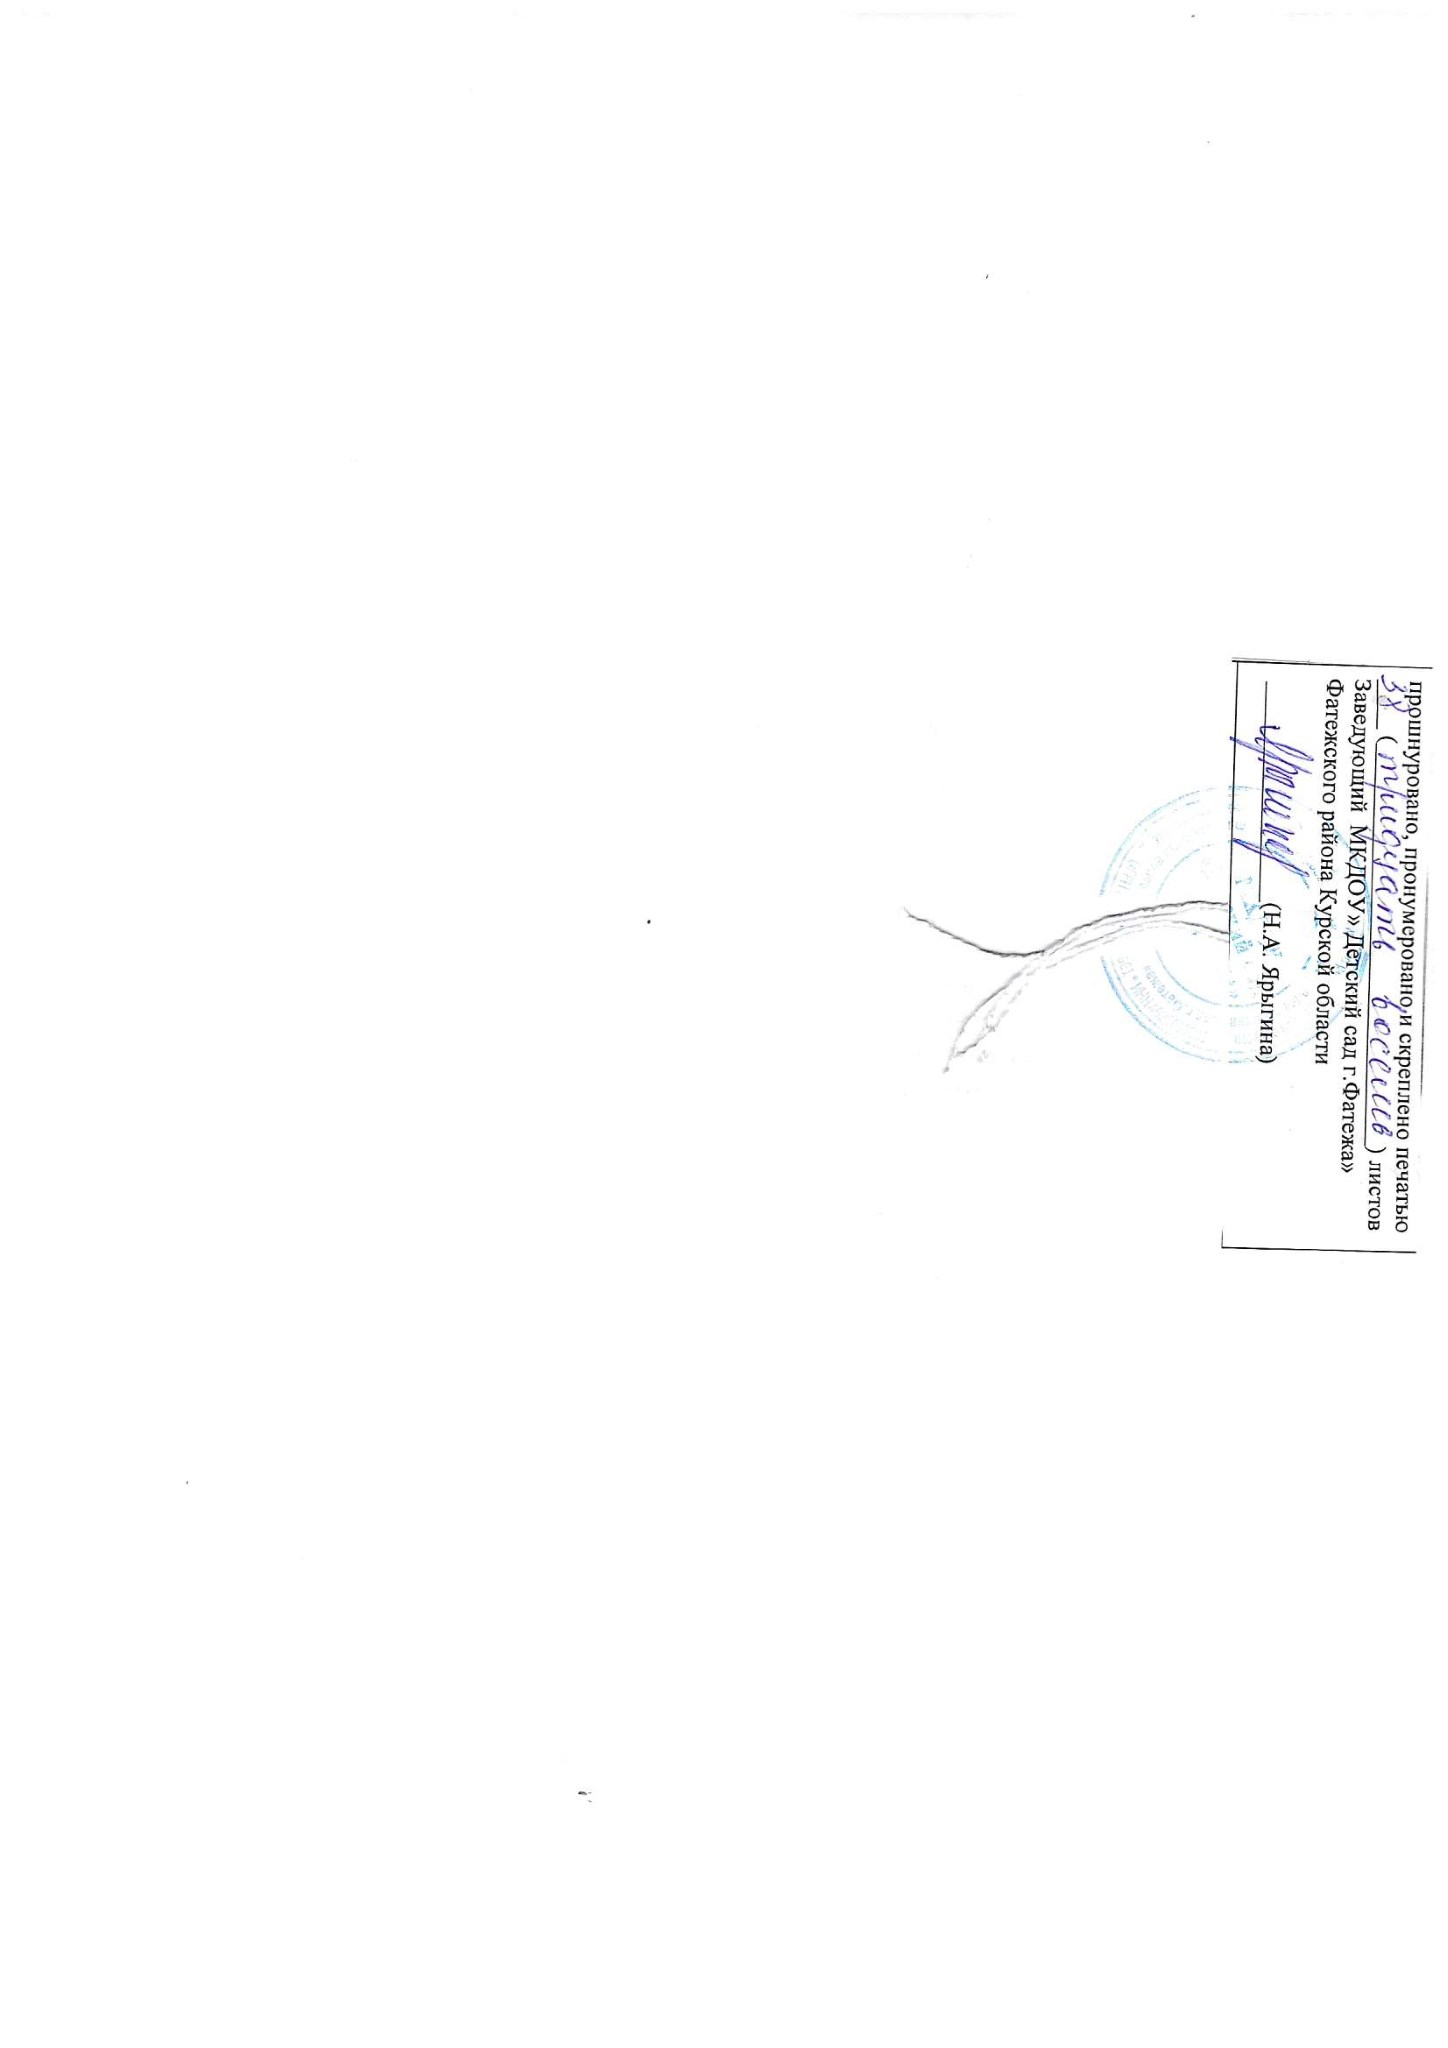 прошнуровано, пронумеровано и скреплено печатью
38 (тридцать восемь) листов
Заведующий МКДОУ» Детский сад г.Фатежа»
Фатежского района Курской области
(Н.А. Ярыгина)